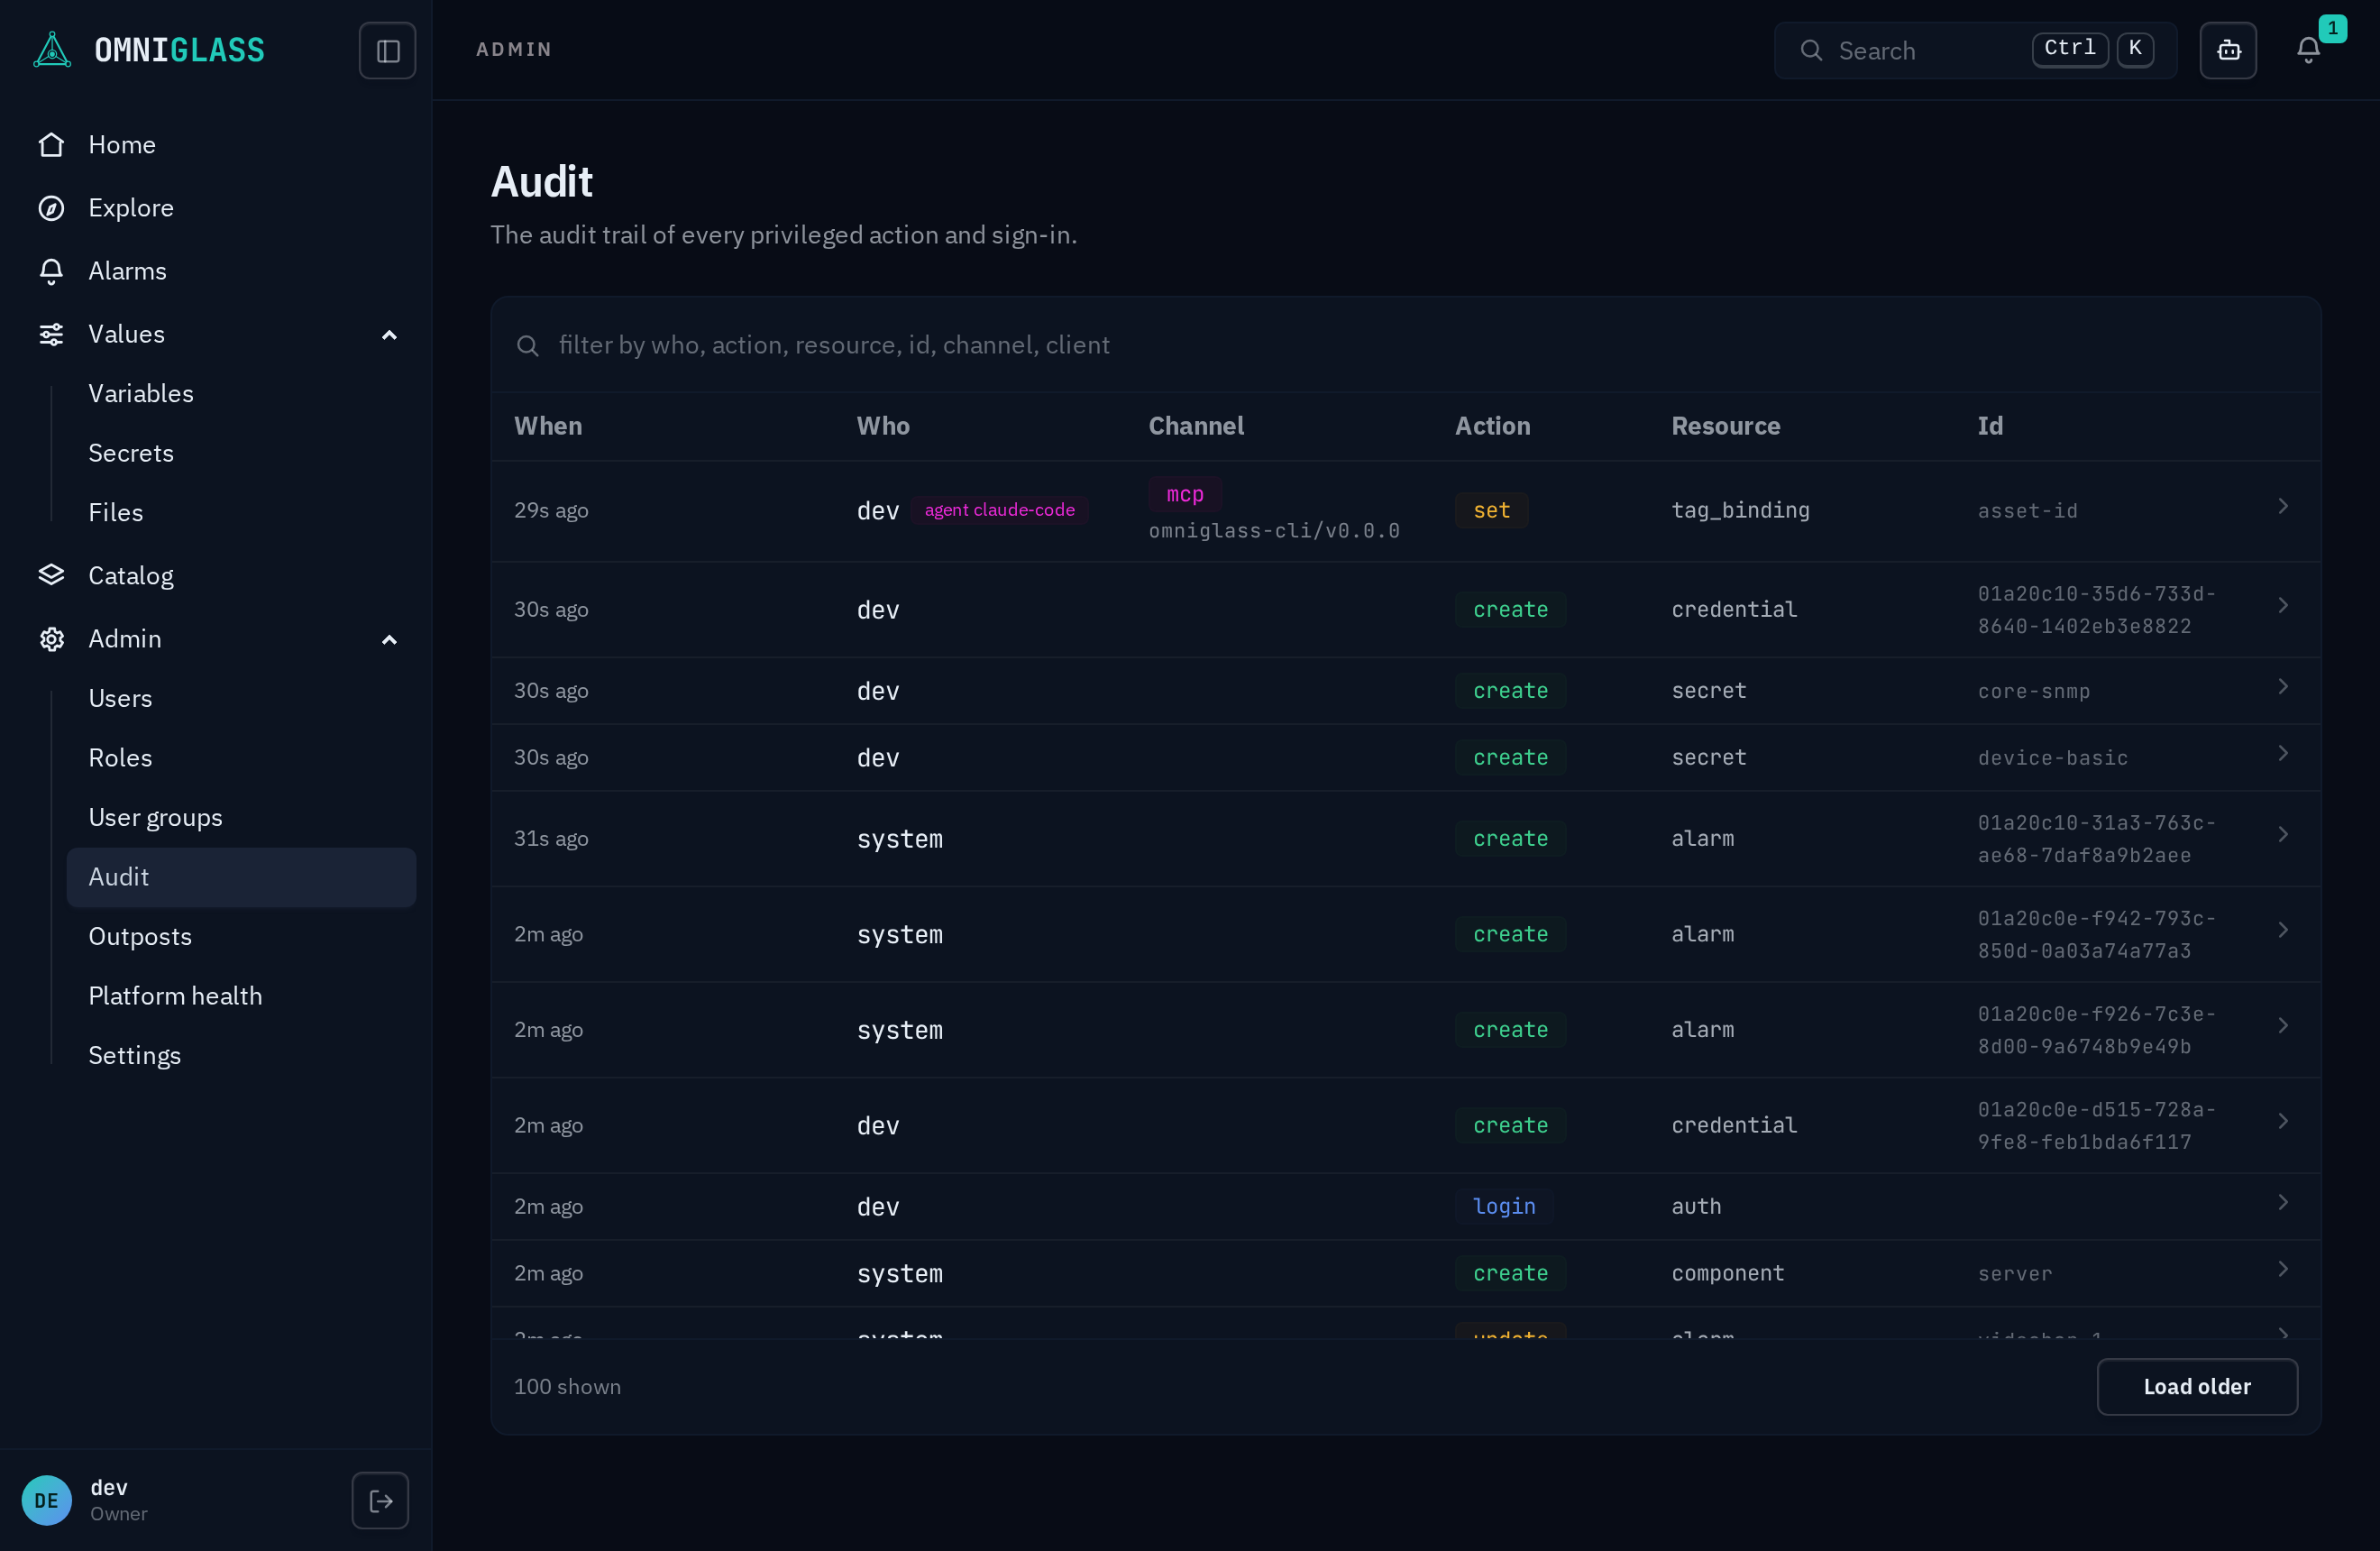 OMNIGLASS
ADMIN
Search
Ctrl
K
1
Home
Explore
Alarms
Values
Variables
Secrets
Files
Catalog
Admin
Users
Roles
User groups
Audit
Outposts
Platform health
Settings
DE
dev
Owner
Audit
The audit trail of every privileged action and sign-in.
filter by who, action, resource, id, channel, client
When Who Channel Action Resource Id
29s ago dev agent claude-code mcp set tag_binding asset-id
omniglass-cli/v0.0.0
30s ago dev create credential 01a20c10-35d6-733d-
8640-1402eb3e8822
30s ago dev create secret core-snmp
30s ago dev create secret device-basic
31s ago system create alarm 01a20c10-31a3-763c-
ae68-7daf8a9b2aee
2m ago system create alarm 01a20c0e-f942-793c-
850d-0a03a74a77a3
2m ago system create alarm 01a20c0e-f926-7c3e-
8d00-9a6748b9e49b
2m ago dev create credential 01a20c0e-d515-728a-
9fe8-feb1bda6f117
2m ago dev login auth
2m ago system create component server
2m ago system update alarm
100 shown
Load older